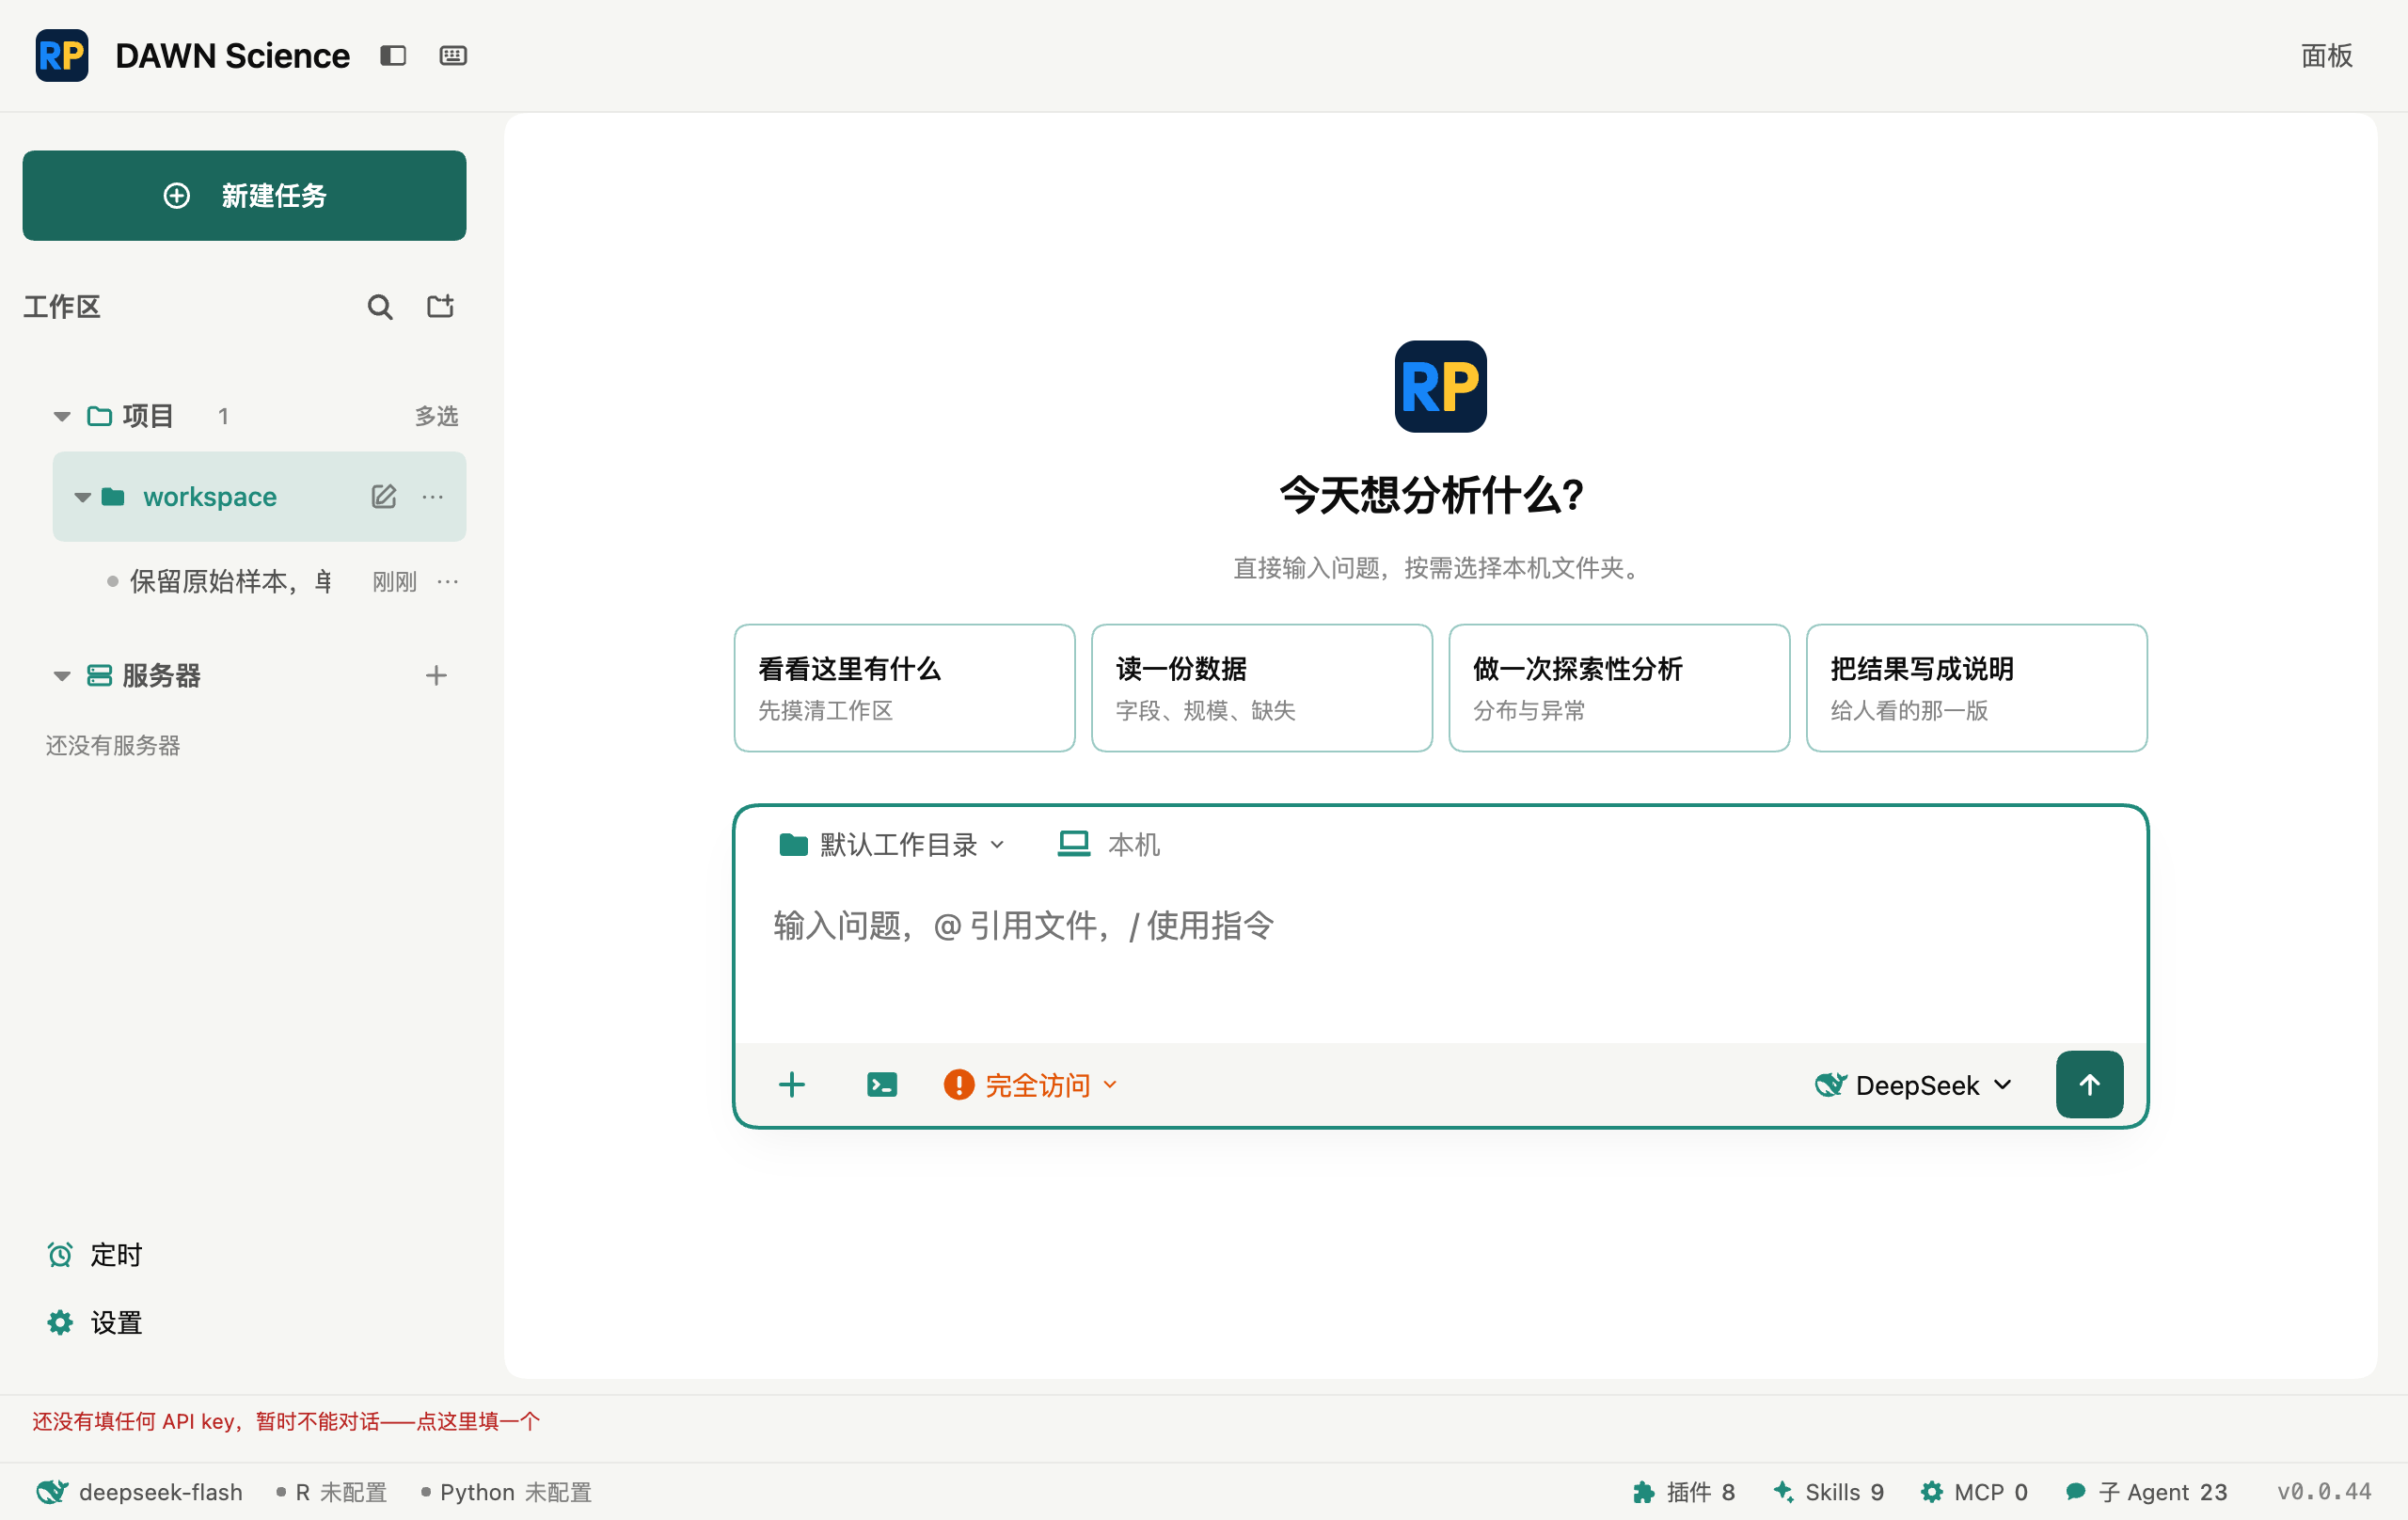 RP DAWN Science
面板
新建任务
工作区
项目 1 多选
workspace
保留原始样本, 刚刚
服务器
还没有服务器
定时
设置
RP
今天想分析什么?
直接输入问题，按需选择本机文件夹。
看看这里有什么
先摸清工作区
读一份数据
字段、规模、缺失
做一次探索性分析
分布与异常
把结果写成说明
给人看的那一版
默认工作目录 本机
输入问题，@ 引用文件，/ 使用指令
完全访问 DeepSeek
还没有填任何 API key，暂时不能对话——点这里填一个
deepseek-flash R 未配置 Python 未配置 插件 8 Skills 9 MCP 0 子 Agent 23 v0.0.44